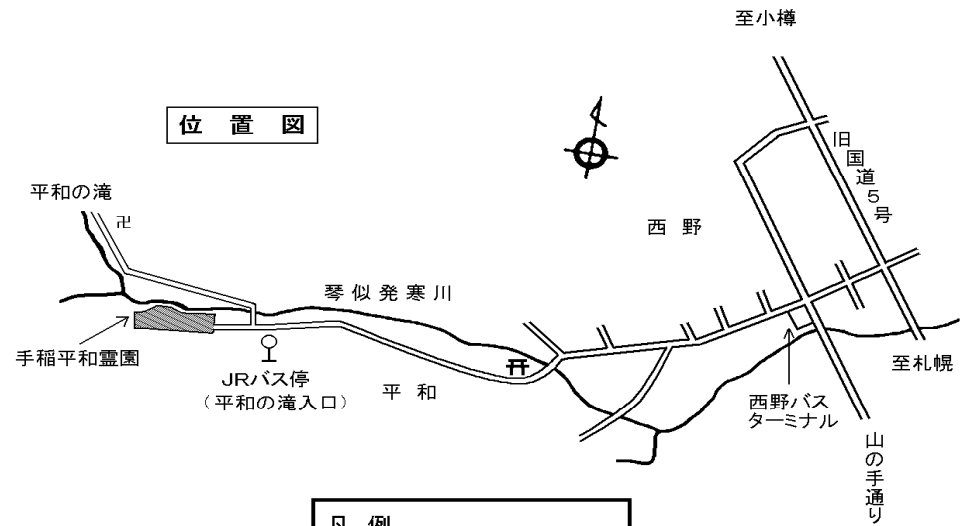 至小樽
位 置 図
旧国道5号
平和の滝
卍
西 野
琴似発寒川
手稲平和霊園
JRバス停
(平和の滝入口)
平 和
西野バス
ターミナル
至札幌
山の手通り
凡 例